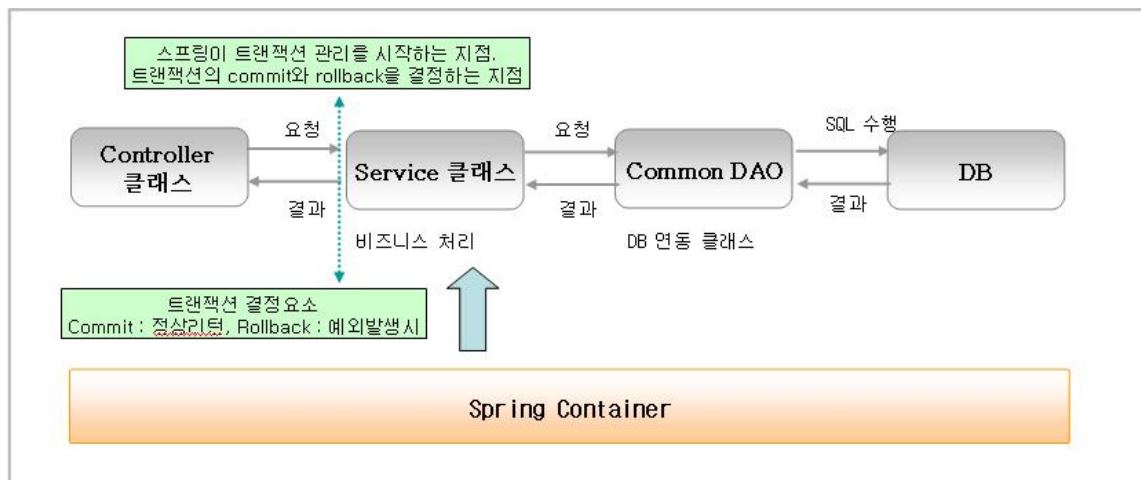 스프링이 트랜잭션 관리를 시작하는 지점.
트랜잭션의 commit와 rollback을 결정하는 지점
요청
요청
SQL 수행
Controller
클래스
Service 클래스
Common DAO
DB
결과
결과
결과
비즈니스 처리
DB 연동 클래스
트랜잭션 결정요소
Commit : 정상리턴, Rollback : 예외발생시
Spring Container